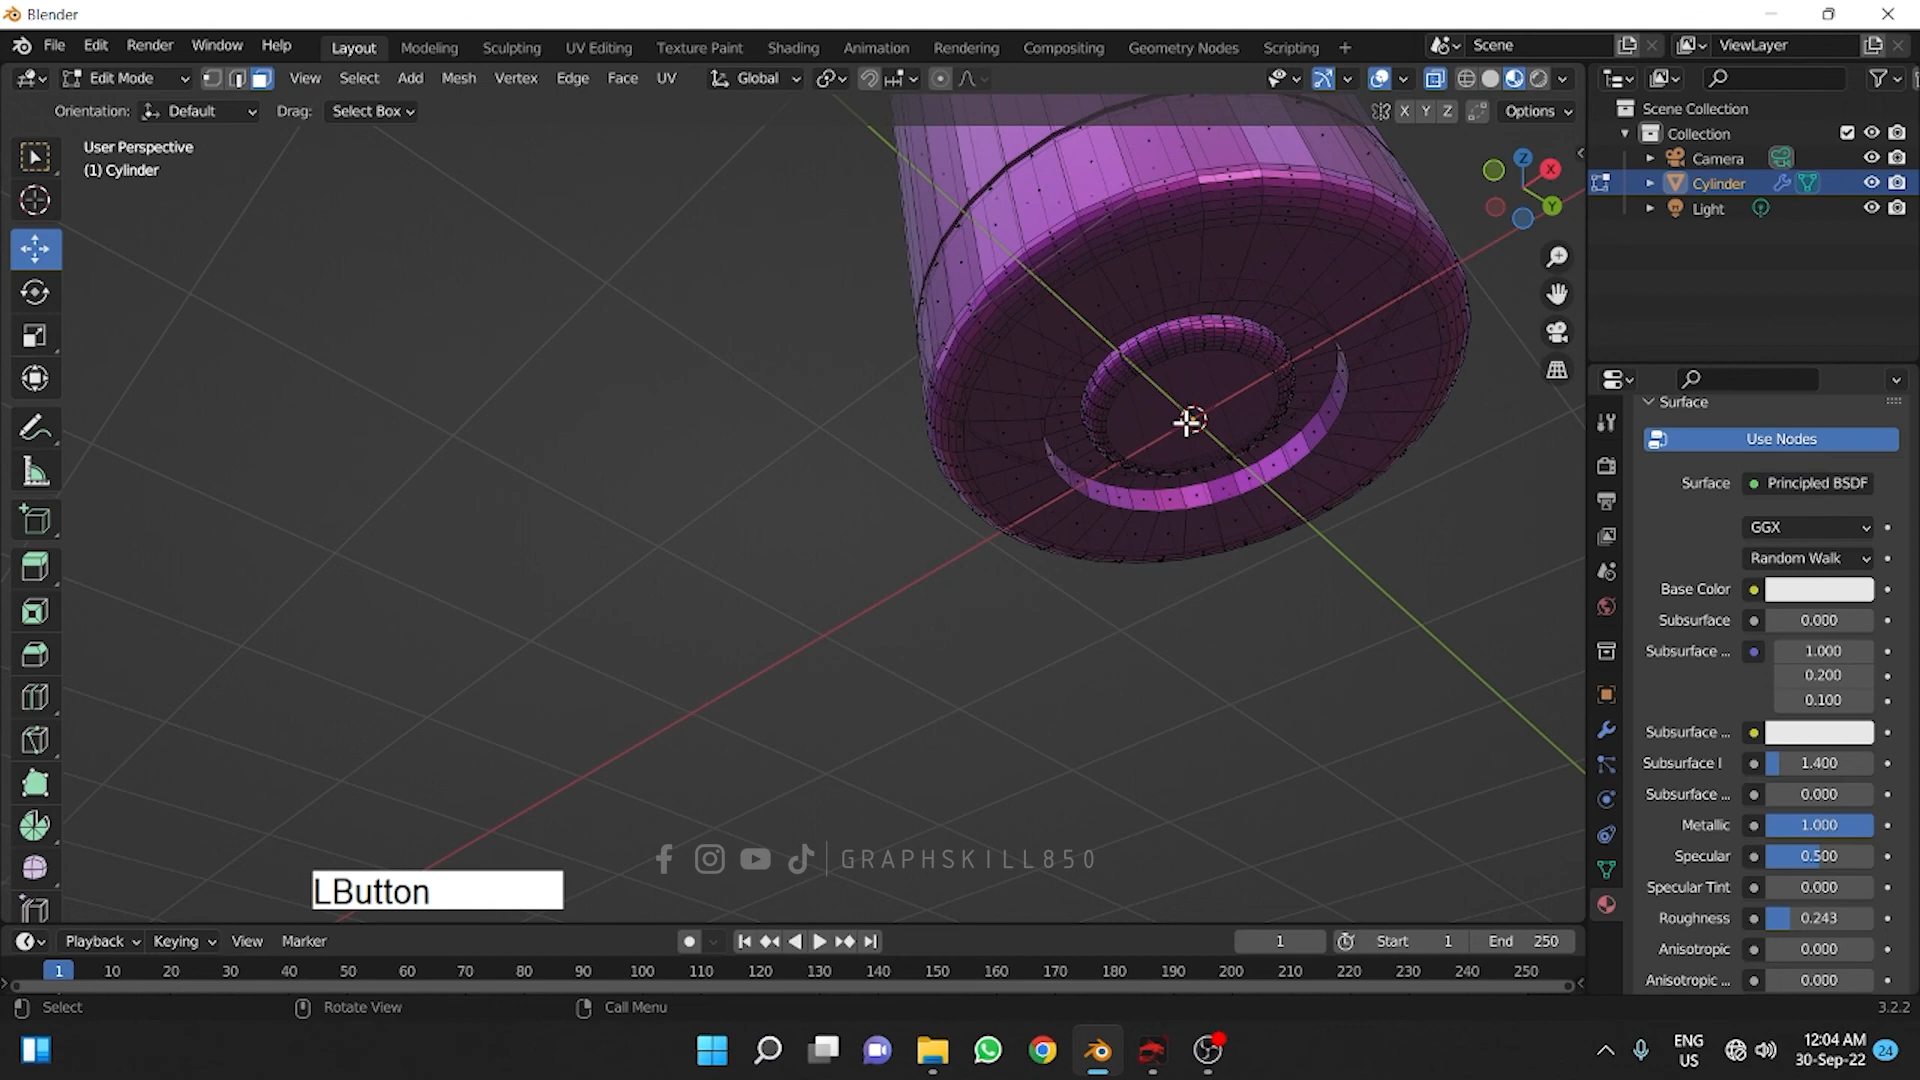 Blender
File Edit Render Window Help
Layout Modeling Sculpting UV Editing Texture Paint Shading Animation Rendering Compositing Geometry Nodes Scripting +
Scene
ViewLayer
Edit Mode View Select Add Mesh Vertex Edge Face UV
Global
Orientation: Default Drag: Select Box
X Y Z Options
User Perspective
(1) Cylinder
Z
X
Y
Scene Collection
Collection
Camera
Cylinder
Light
Surface
Use Nodes
Surface Principled BSDF
GGX
Random Walk
Base Color
Subsurface 0.000
Subsurface ... 1.000
0.200
0.100
Subsurface ...
Subsurface I 1.400
Subsurface ... 0.000
Metallic 1.000
Specular 0.500
Specular Tint 0.000
Roughness 0.243
Anisotropic 0.000
Anisotropic ... 0.000
GRAPHSKILL850
LButton
Playback Keying View Marker
1 Start 1 End 250
1 10 20 30 40 50 60 70 80 90 100 110 120 130 140 150 160 170 180 190 200 210 220 230 240 250
Select Rotate View Call Menu
3.2.2
ENG
US
12:04 AM
30-Sep-22
24